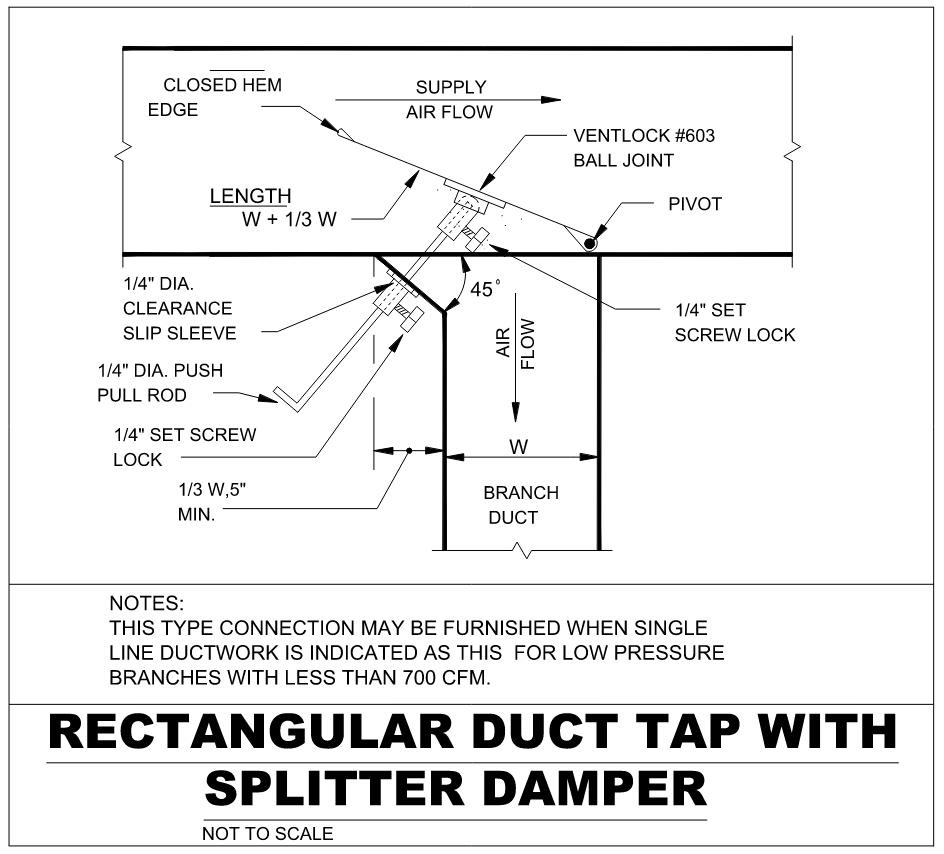 CLOSED HEM
EDGE
SUPPLY
AIR FLOW
VENTLOCK #603
BALL JOINT
LENGTH
W + 1/3 W
PIVOT
1/4" DIA.
CLEARANCE
SLIP SLEEVE
45°
1/4" SET
SCREW LOCK
AIR
FLOW
1/4" DIA. PUSH
PULL ROD
1/4" SET SCREW
LOCK
W
1/3 W,5"
MIN.
BRANCH
DUCT
NOTES:
THIS TYPE CONNECTION MAY BE FURNISHED WHEN SINGLE
LINE DUCTWORK IS INDICATED AS THIS FOR LOW PRESSURE
BRANCHES WITH LESS THAN 700 CFM.
RECTANGULAR DUCT TAP WITH
SPLITTER DAMPER
NOT TO SCALE